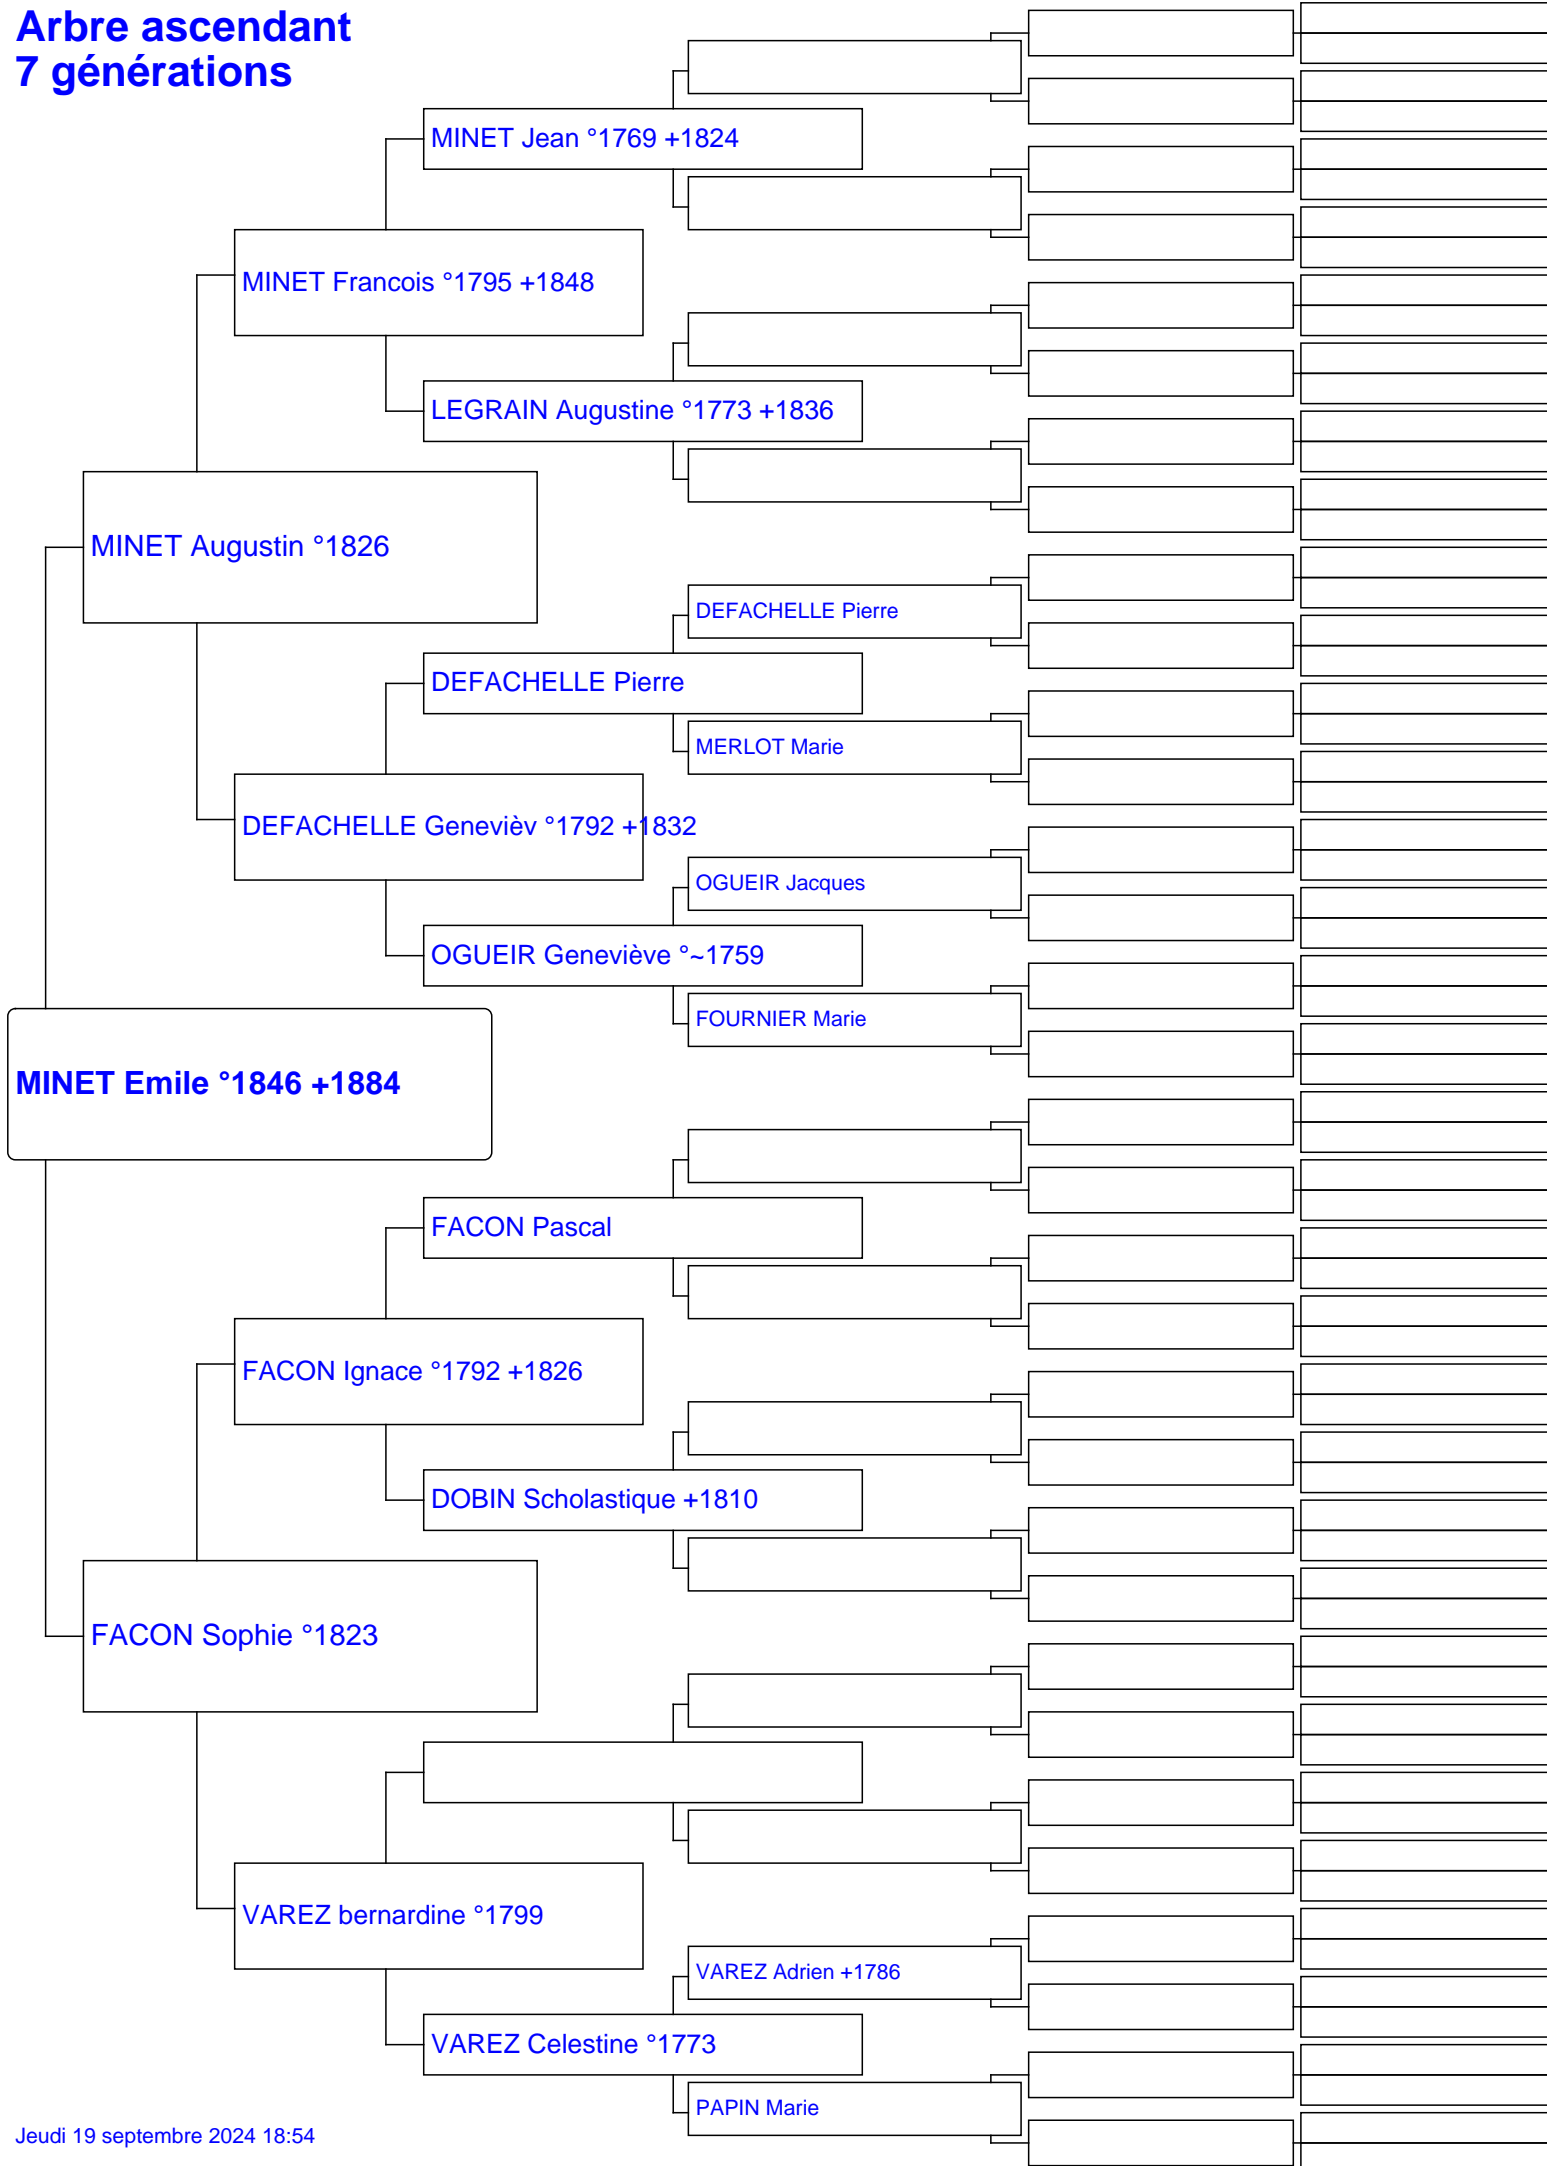 Arbre ascendant
7 générations
MINET Jean °1769 +1824
MINET Francois °1795 +1848
LEGRAIN Augustine °1773 +1836
MINET Augustin °1826
DEFACHELLE Pierre
DEFACHELLE Pierre
MERLOT Marie
DEFACHELLE Genevièv °1792 +1832
OGUEIR Jacques
OGUEIR Geneviève °~1759
FOURNIER Marie
MINET Emile °1846 +1884
FACON Pascal
FACON Ignace °1792 +1826
DOBIN Scholastique +1810
FACON Sophie °1823
VAREZ bernardine °1799
VAREZ Adrien +1786
VAREZ Celestine °1773
PAPIN Marie
Jeudi 19 septembre 2024 18:54